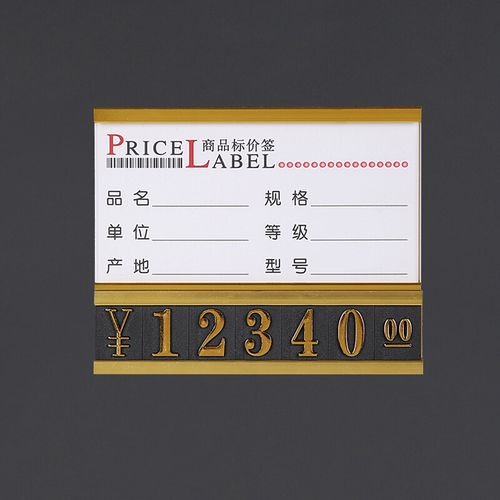 PRICE LABEL 商品标价签
品名 规格
单位 等级
产地 型号
¥ 12340 00